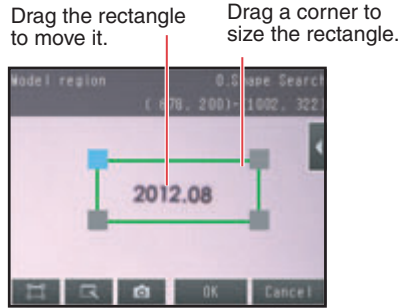 Drag the rectangle
to move it.
Drag a corner to
size the rectangle.
Model region
0.Shape Search
( 678, 200)-(1002, 322)
2012.08
OK
Cancel